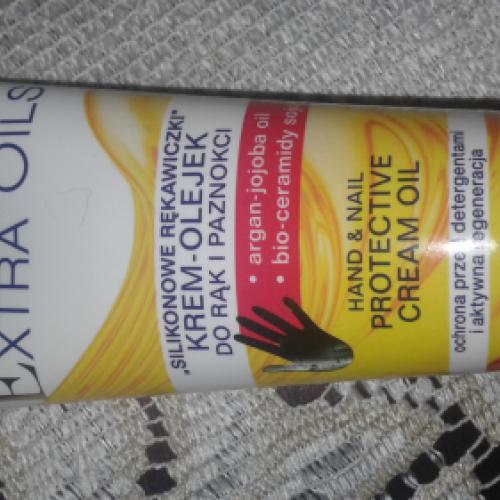 EXTRA OILS
„SILIKONOWE RĘKAWICZKI”
KREM-OLEJEK
DO RĄK I PAZNOKCI
• argan-jojoba oil
• bio-ceramidy
HAND & NAIL
PROTECTIVE
CREAM OIL
ochrona detergentami
i aktywna regeneracja